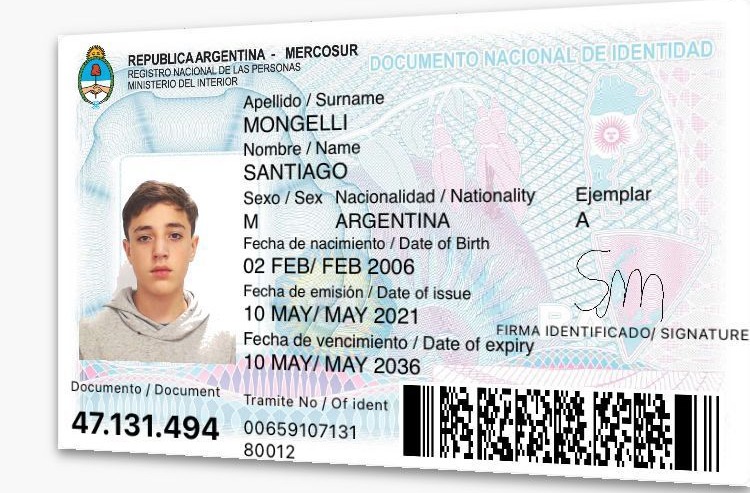 REPUBLICA ARGENTINA - MERCOSUR
REGISTRO NACIONAL DE LAS PERSONAS
MINISTERIO DEL INTERIOR
DOCUMENTO NACIONAL DE IDENTIDAD
Apellido / Surname
MONGELLI
Nombre / Name
SANTIAGO
Sexo / Sex Nacionalidad / Nationality Ejemplar
M ARGENTINA A
Fecha de nacimiento / Date of Birth
02 FEB/ FEB 2006
Fecha de emisión / Date of issue
10 MAY/ MAY 2021
FIRMA IDENTIFICADO/ SIGNATURE
Fecha de vencimiento / Date of expiry
10 MAY/ MAY 2036
Documento / Document
47.131.494
Tramite No / Of ident
00659107131
80012